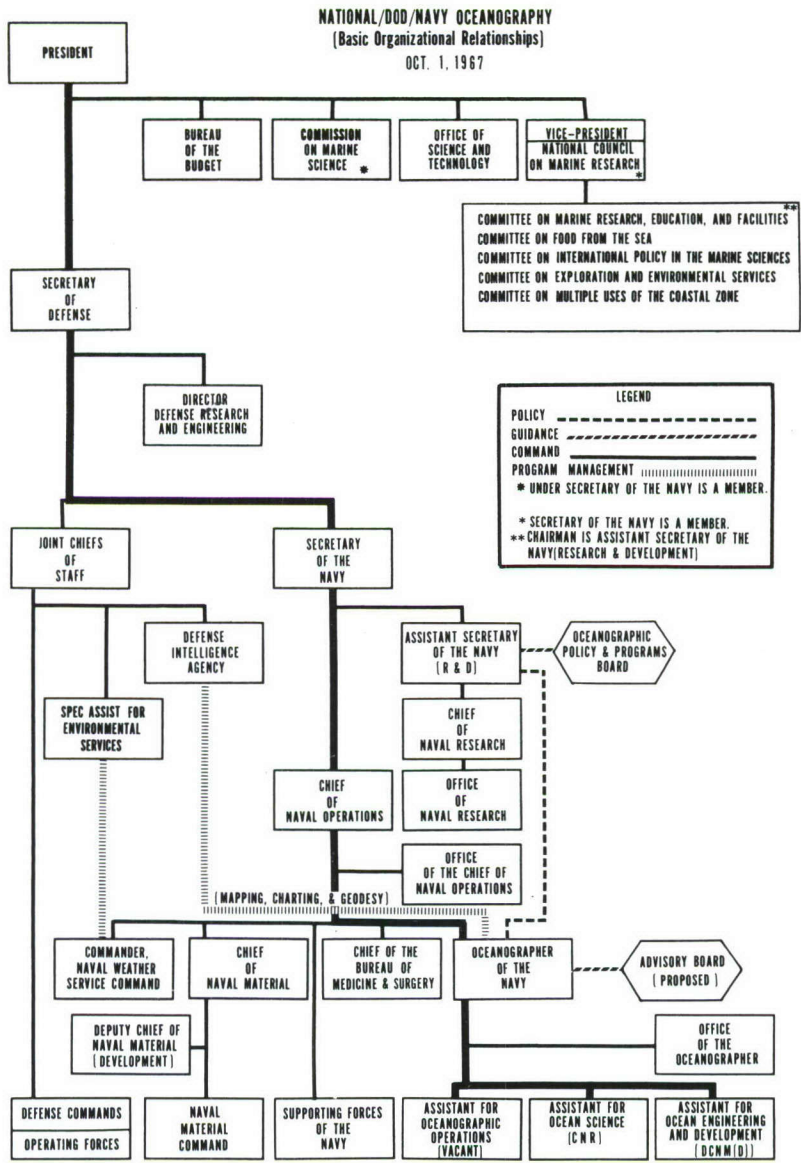 NATIONAL/DOD/NAVY OCEANOGRAPHY
(Basic Organizational Relationships)
OCT. 1, 1967
PRESIDENT
BUREAU
OF THE
BUDGET
COMMISSION
ON MARINE
SCIENCE *
OFFICE OF
SCIENCE AND
TECHNOLOGY
VICE-PRESIDENT
NATIONAL COUNCIL
ON MARINE RESEARCH
*
**
COMMITTEE ON MARINE RESEARCH, EDUCATION, AND FACILITIES
COMMITTEE ON FOOD FROM THE SEA
COMMITTEE ON INTERNATIONAL POLICY IN THE MARINE SCIENCES
COMMITTEE ON EXPLORATION AND ENVIRONMENTAL SERVICES
COMMITTEE ON MULTIPLE USES OF THE COASTAL ZONE
SECRETARY
OF
DEFENSE
DIRECTOR
DEFENSE RESEARCH
AND ENGINEERING
LEGEND
POLICY
GUIDANCE
COMMAND
PROGRAM MANAGEMENT
* UNDER SECRETARY OF THE NAVY IS A MEMBER.
* SECRETARY OF THE NAVY IS A MEMBER.
** CHAIRMAN IS ASSISTANT SECRETARY OF THE
NAVY(RESEARCH & DEVELOPMENT)
JOINT CHIEFS
OF
STAFF
SECRETARY
OF THE
NAVY
DEFENSE
INTELLIGENCE
AGENCY
ASSISTANT SECRETARY
OF THE NAVY
(R & D)
OCEANOGRAPHIC
POLICY & PROGRAMS
BOARD
SPEC ASSIST FOR
ENVIRONMENTAL
SERVICES
CHIEF
OF
NAVAL RESEARCH
CHIEF
OF
NAVAL OPERATIONS
OFFICE
OF
NAVAL RESEARCH
OFFICE
OF THE CHIEF OF
NAVAL OPERATIONS
(MAPPING, CHARTING, & GEODESY)
COMMANDER,
NAVAL WEATHER
SERVICE COMMAND
CHIEF
OF
NAVAL MATERIAL
CHIEF OF THE
BUREAU OF
MEDICINE & SURGERY
OCEANOGRAPHER
OF THE
NAVY
ADVISORY BOARD
(PROPOSED)
DEPUTY CHIEF OF
NAVAL MATERIAL
(DEVELOPMENT)
OFFICE
OF THE
OCEANOGRAPHER
DEFENSE COMMANDS
OPERATING FORCES
NAVAL
MATERIAL
COMMAND
SUPPORTING FORCES
OF THE
NAVY
ASSISTANT FOR
OCEANOGRAPHIC
OPERATIONS
(VACANT)
ASSISTANT FOR
OCEAN SCIENCE
(CNR)
ASSISTANT FOR
OCEAN ENGINEERING
AND DEVELOPMENT
(DCNM(D))